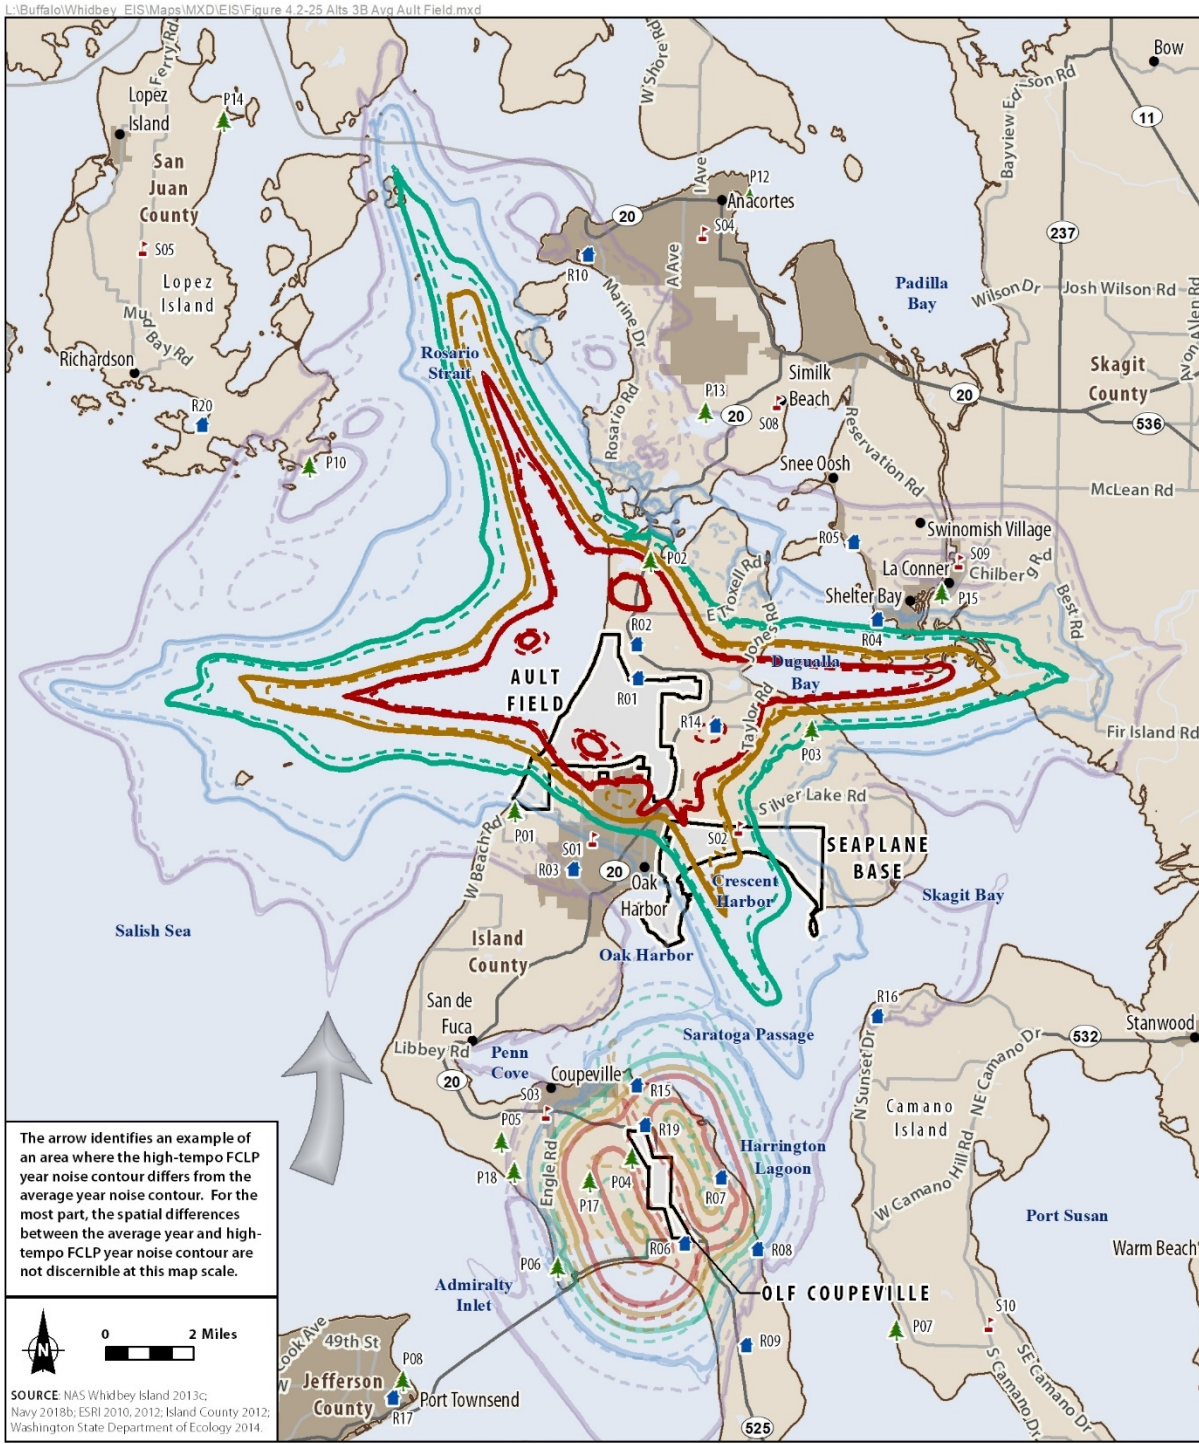 L:\Buffalo\Whidbey_EIS\Maps\MXD\EIS\Figure 4.2-25 Alts 3B Avg Ault Field.mxd
Ferry Rd
W Shore Rd
Bow
Lopez
Island
P14
Bayview Edison Rd
11
San
Juan
County
I Ave
P12
Anacortes
20
S04
237
S05
R10
A Ave
Lopez
Island
Marine Dr
Padilla
Bay
Wilson Dr
Josh Wilson Rd
Avon Allen Rd
Mud Bay Rd
Richardson
Rosario
Strait
Skagit
County
Similk
Beach
20
R20
P13
20
S08
536
Rosario Rd
Reservation Rd
P10
Snee Oosh
McLean Rd
Swinomish Village
R05
S09
P02
La Conner
Chilberg Rd
E Troxell Rd
Shelter Bay
P15
Best Rd
R02
Jones Rd
R04
AULT
FIELD
R01
Dugualla
Bay
R14
Taylor Rd
P03
Fir Island Rd
Silver Lake Rd
P01
W Beach Rd
S01
S02
SEAPLANE
BASE
R03
20
Oak
Harbor
Crescent
Harbor
Skagit Bay
Salish Sea
Island
County
Oak Harbor
San de
Fuca
R16
Stanwood
Libbey Rd
Saratoga Passage
532
Penn
Cove
N Sunset Dr
NE Camano Dr
20
Coupeville
S03
R15
Camano
Island
P05
R19
Harrington
Lagoon
P18
Engle Rd
P04
P17
R07
W Camano Hill Rd
Port Susan
R06
R08
Warm Beach
P06
Admiralty
Inlet
OLF COUPEVILLE
P07
S10
R09
S Camano Dr
SE Camano Dr
525
The arrow identifies an example of
an area where the high-tempo FCLP
year noise contour differs from the
average year noise contour. For the
most part, the spatial differences
between the average year and high-
tempo FCLP year noise contour are
not discernible at this map scale.
N
0 2 Miles
SOURCE: NAS Whidbey Island 2013c;
Navy 2018b; ESRI 2010, 2012; Island County 2012;
Washington State Department of Ecology 2014.
49th St
Jefferson
County
P08
R17
Port Townsend